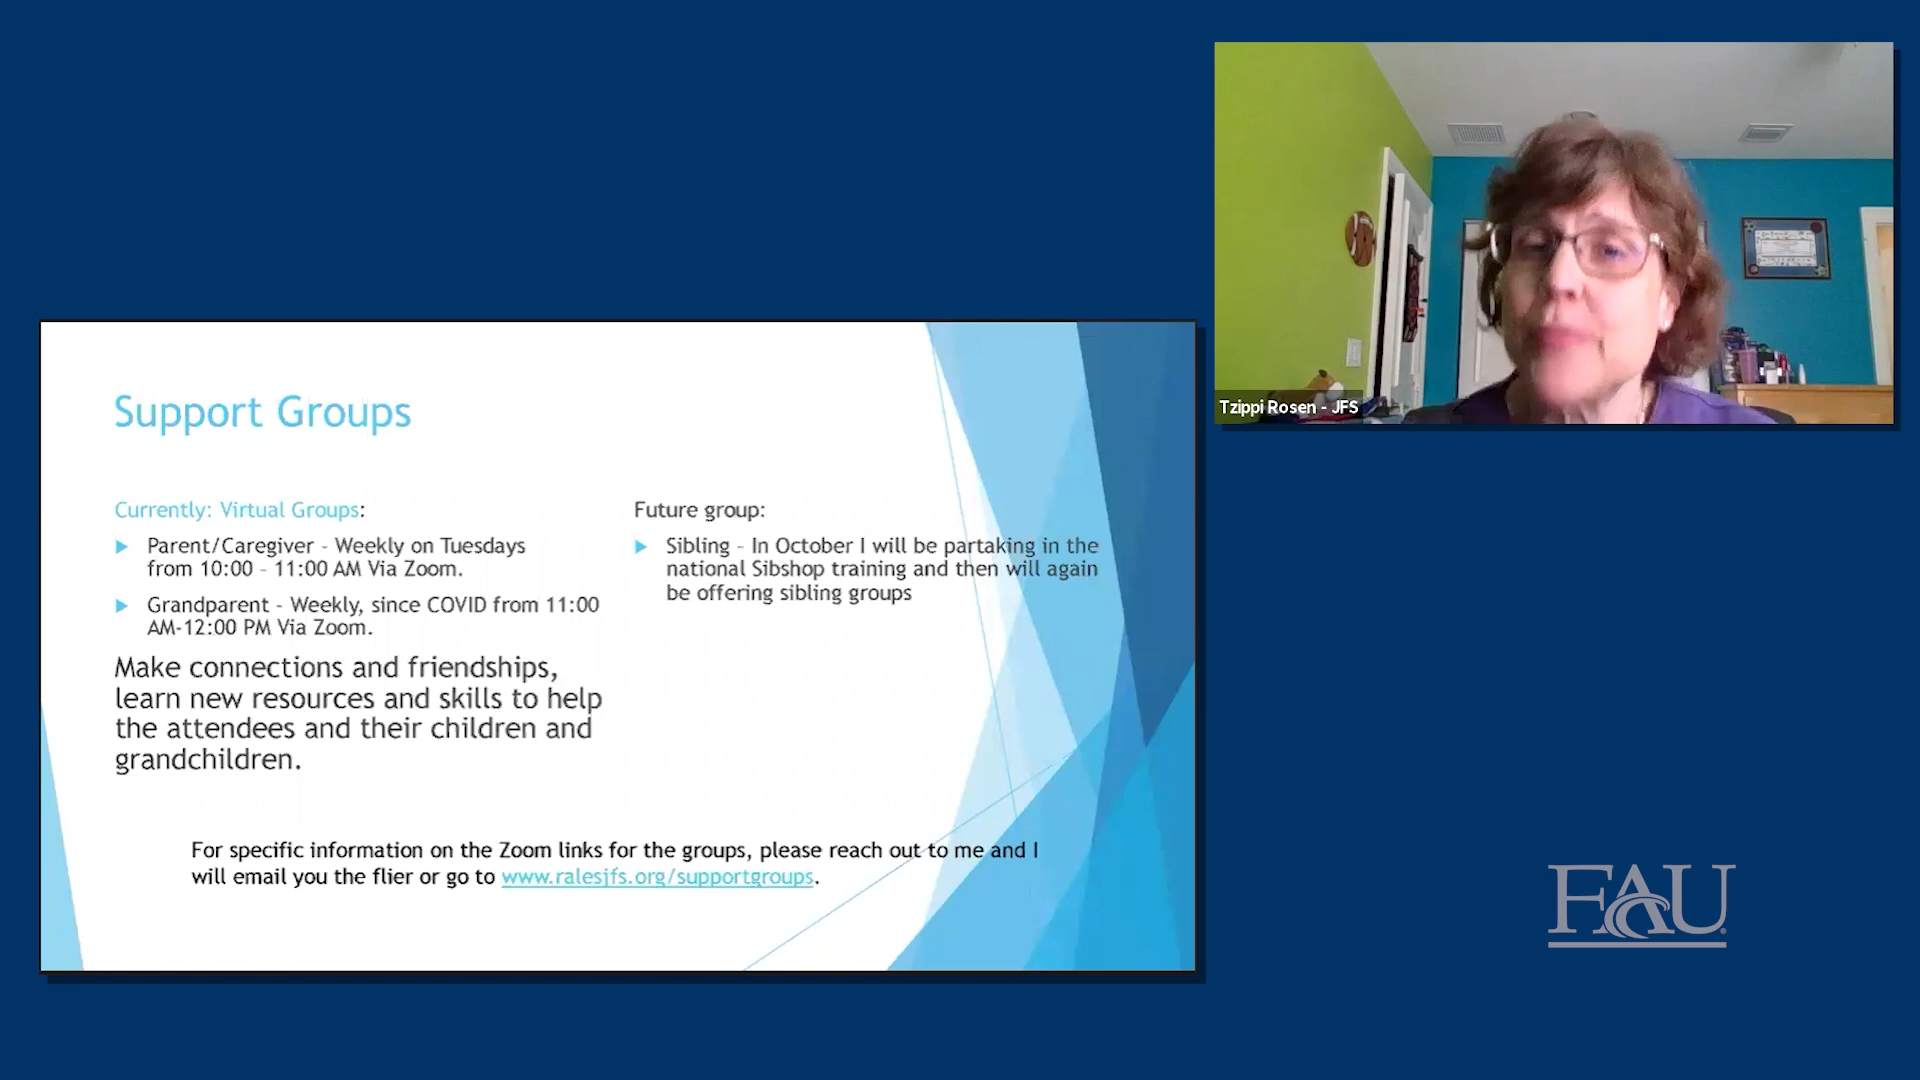 Support Groups
Currently: Virtual Groups:
Parent/Caregiver - Weekly on Tuesdays
from 10:00 - 11:00 AM Via Zoom.
Grandparent - Weekly, since COVID from 11:00
AM-12:00 PM Via Zoom.
Make connections and friendships,
learn new resources and skills to help
the attendees and their children and
grandchildren.
Future group:
Sibling - In October I will be partaking in the
national Sibshop training and then will again
be offering sibling groups
For specific information on the Zoom links for the groups, please reach out to me and I
will email you the flier or go to www.ralesjfs.org/supportgroups.
Tzippi Rosen - JFS
FAU